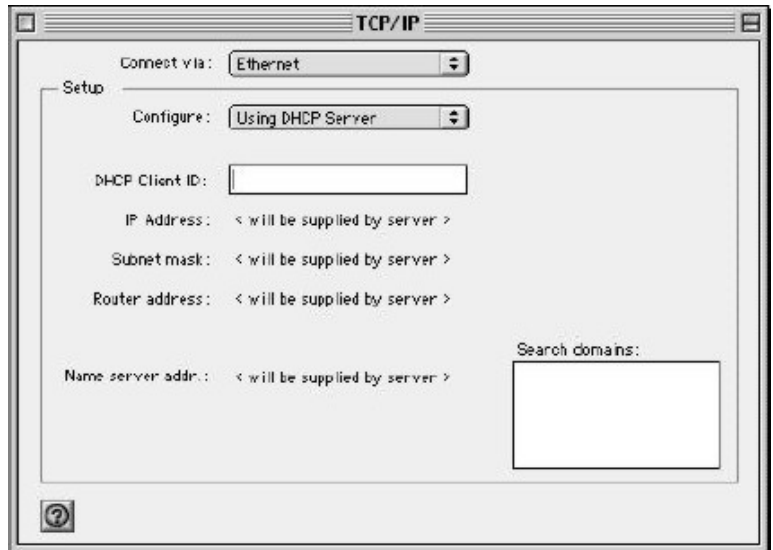 TCP/IP
Connect via: Ethernet
Setup
Configure: Using DHCP Server
DHCP Client ID:
IP Address: < will be supplied by server >
Subnet mask: < will be supplied by server >
Router address: < will be supplied by server >
Search domains:
Name server addr.: < will be supplied by server >
?